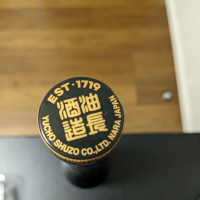 EST·1719
油長
酒造
YUCHO SHUZO CO.,LTD. NARA JAPAN